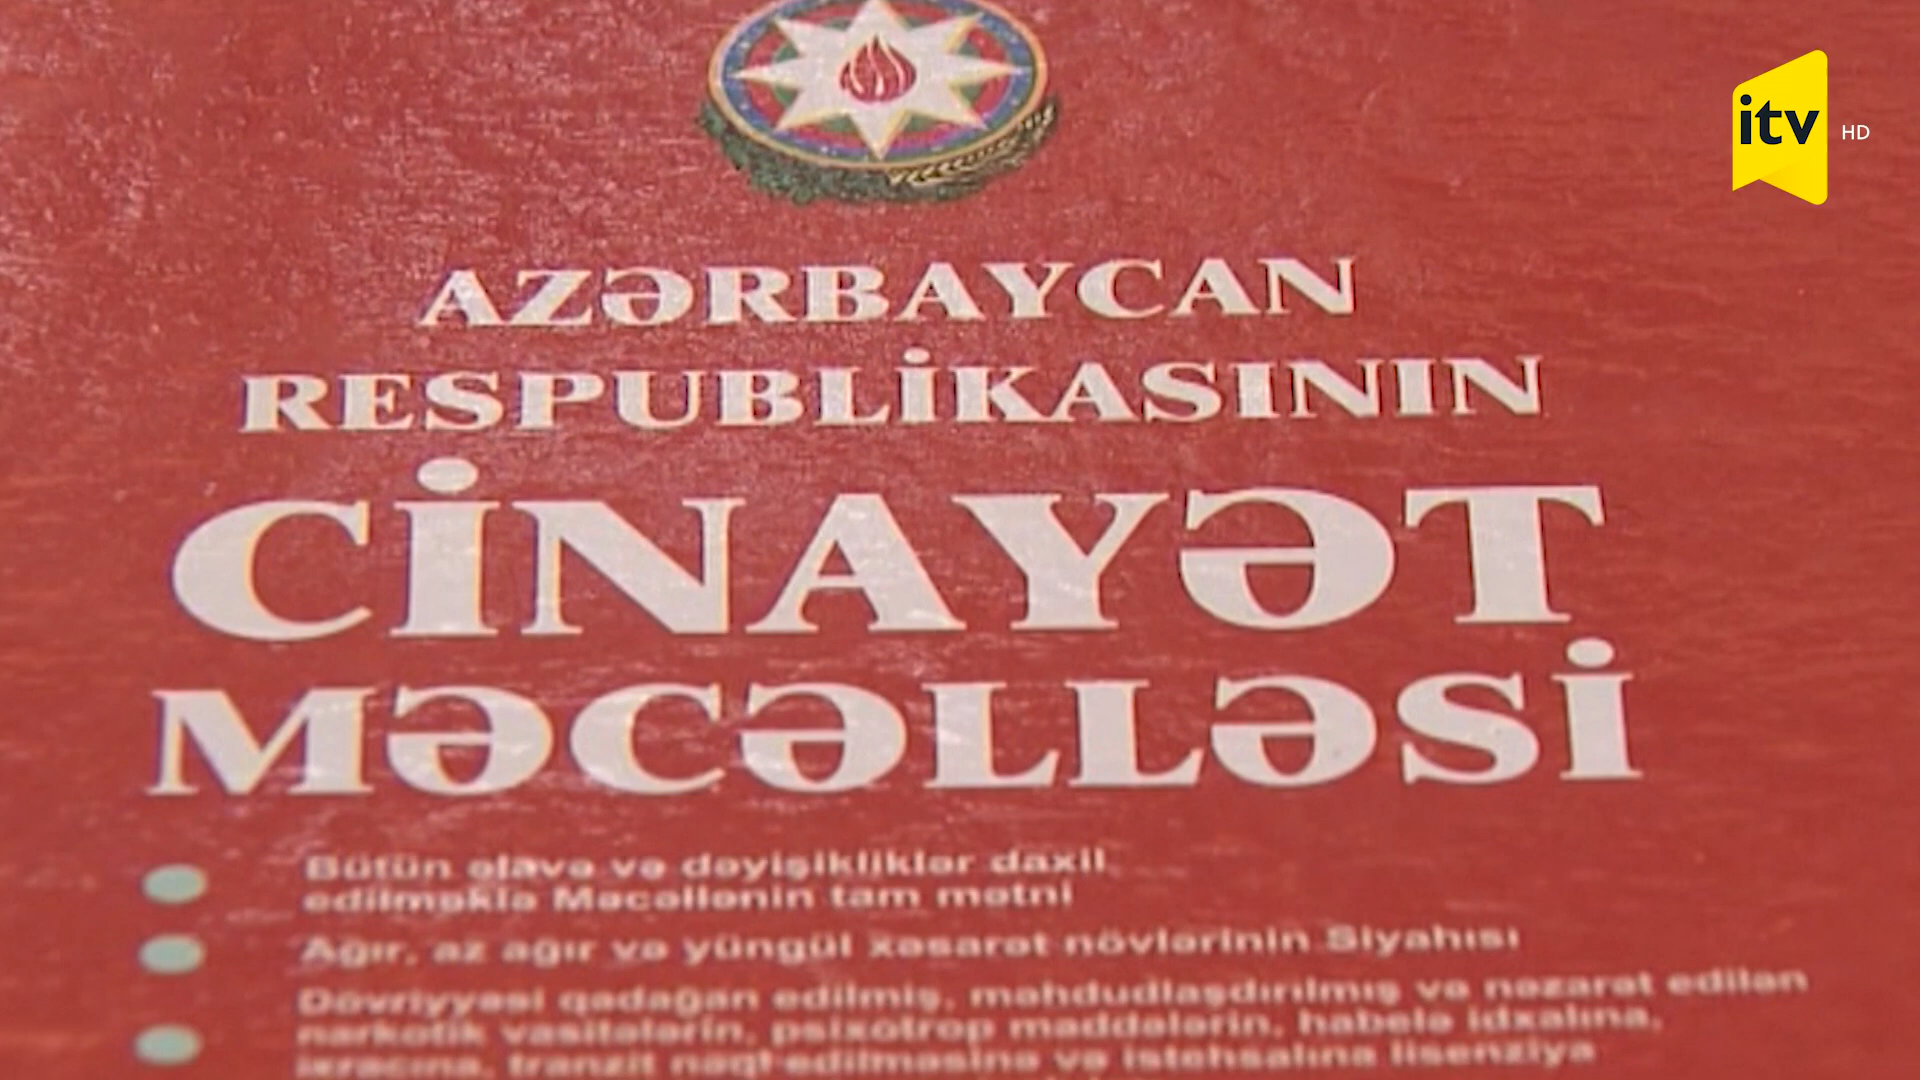 itv HD
AZƏRBAYCAN
RESPUBLİKASININ
CİNAYƏT
MƏCƏLLƏSİ
Bütün əlavə və dəyişikliklər daxil
edilməklə Məcəllənin tam mətni
Ağır, az ağır və yüngül xəsarət növlərinin Siyahısı
Dövriyyəsi qadağan edilmiş, məhdudlaşdırılmış və nəzarət edilən
narkotik vasitələrin, psixotrop maddələrin, habelə idxalına,
ixracına, tranzit nəql edilməsinə və istehsalına lisenziya